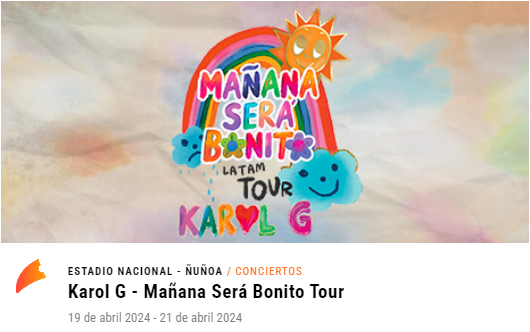 MAÑANA
SERÁ
BONITO
LATAM
TOUR
KAROL G
ESTADIO NACIONAL - ÑUÑOA / CONCIERTOS
Karol G - Mañana Será Bonito Tour
19 de abril 2024 - 21 de abril 2024